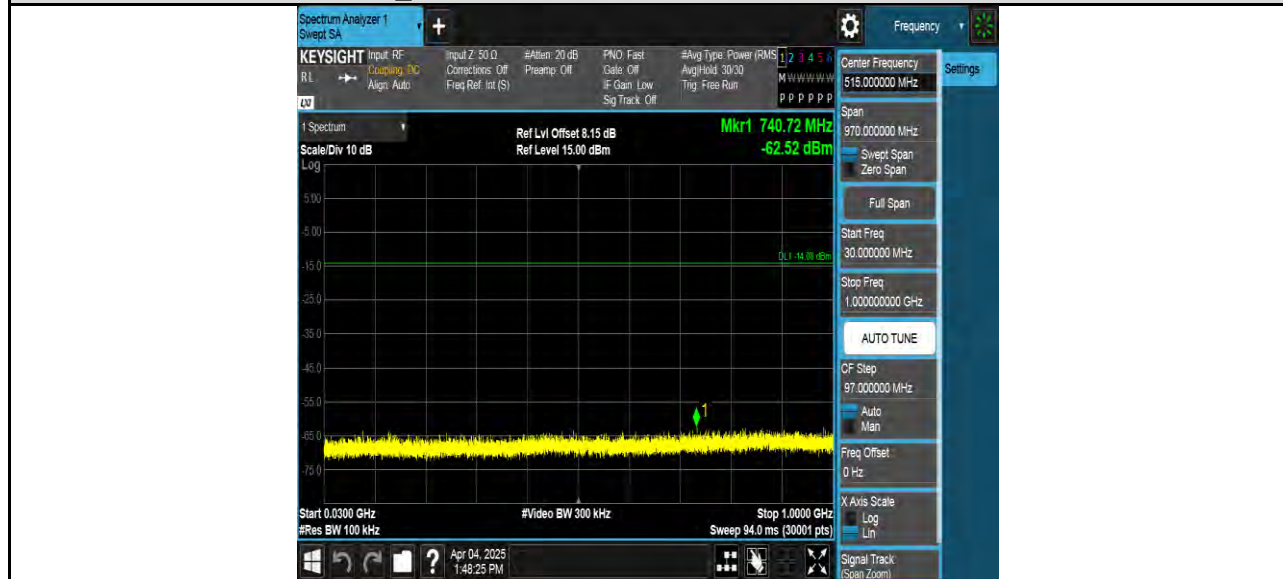 Spectrum Analyzer 1
Swept SA
+
Frequency
KEYSIGHT Input: RF
RL Coupling: DC
Align: Auto
Input Z: 50 Ω
Corrections: Off
Freq Ref: Int (S)
#Atten: 20 dB
Preamp: Off
PNO: Fast
Gate: Off
IF Gain: Low
Sig Track: Off
#Avg Type: Power (RMS
Avg|Hold: 30/30
Trig: Free Run
1 2 3 4 5 6
M W W W W W
P P P P P P
LXI
1 Spectrum
Scale/Div 10 dB
Log
Ref Lvl Offset 8.15 dB
Ref Level 15.00 dBm
Mkr1 740.72 MHz
-62.52 dBm
5.00
-5.00
DL1 -14.08 dBm
-15.0
-25.0
-35.0
-45.0
-55.0
1
-65.0
-75.0
Start 0.0300 GHz
#Res BW 100 kHz
#Video BW 300 kHz
Stop 1.0000 GHz
Sweep 94.0 ms (30001 pts)
?
Apr 04, 2025
1:48:25 PM
Center Frequency
515.000000 MHz
Settings
Span
970.000000 MHz
Swept Span
Zero Span
Full Span
Start Freq
30.000000 MHz
Stop Freq
1.000000000 GHz
AUTO TUNE
CF Step
97.000000 MHz
Auto
Man
Freq Offset
0 Hz
X Axis Scale
Log
Lin
Signal Track
(Span Zoom)